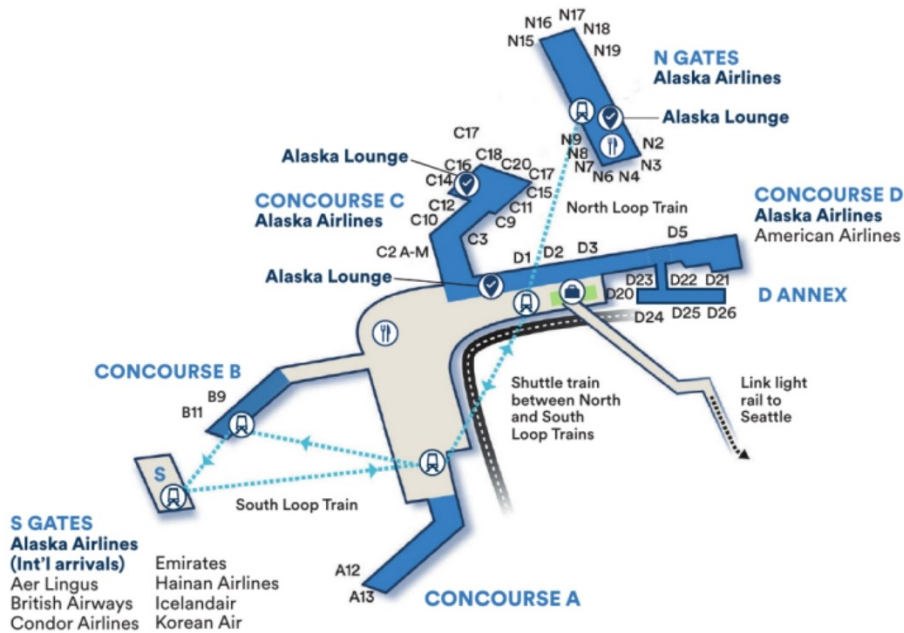 N16
N17
N15
N18
N19
N GATES
Alaska Airlines
Alaska Lounge
N2
N3
N4
N6
N7
N8
N9
C17
Alaska Lounge
C16
C18
C20
C14
C17
C15
C12
C11
C10
C9
CONCOURSE C
Alaska Airlines
C2 A-M
C3
North Loop Train
CONCOURSE D
Alaska Airlines
American Airlines
Alaska Lounge
D1
D2
D3
D5
D23
D22
D21
D20
D24
D25
D26
D ANNEX
CONCOURSE B
B9
B11
Shuttle train
between North
and South
Loop Trains
Link light
rail to
Seattle
S
South Loop Train
S GATES
Alaska Airlines
(Int'l arrivals)
Aer Lingus
British Airways
Condor Airlines
Emirates
Hainan Airlines
Icelandair
Korean Air
A12
A13
CONCOURSE A